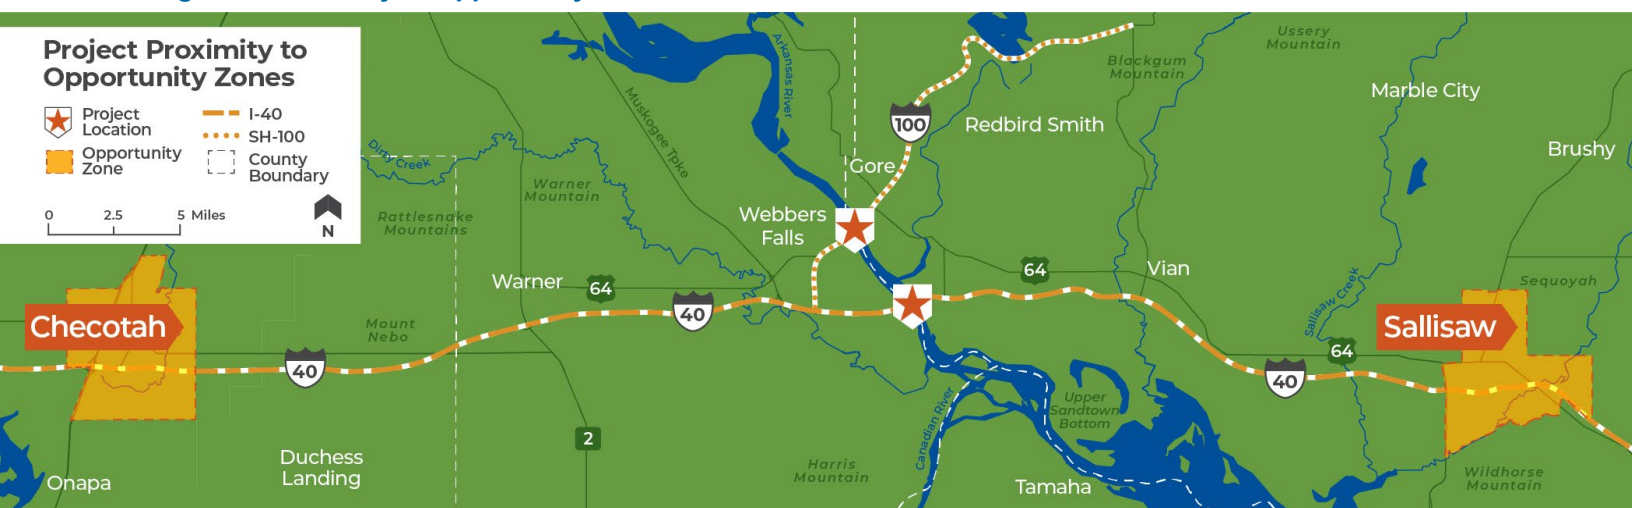 Project Proximity to
Opportunity Zones
Project
Location
Opportunity
Zone
I-40
SH-100
County
Boundary
0 2.5 5 Miles
N
Arkansas River
Ussery
Mountain
Blackgum
Mountain
Marble City
Muskogee Tpke
100
Redbird Smith
Brushy
Dirty Creek
Gore
Warner
Mountain
Rattlesnake
Mountains
Webbers
Falls
Warner
64
64
Vian
Sequoyah
Sallisaw Creek
40
Checotah
Mount
Nebo
Sallisaw
64
40
40
Canadian River
Upper
Sandtown
Bottom
2
Duchess
Landing
Harris
Mountain
Onapa
Tamaha
Wildhorse
Mountain